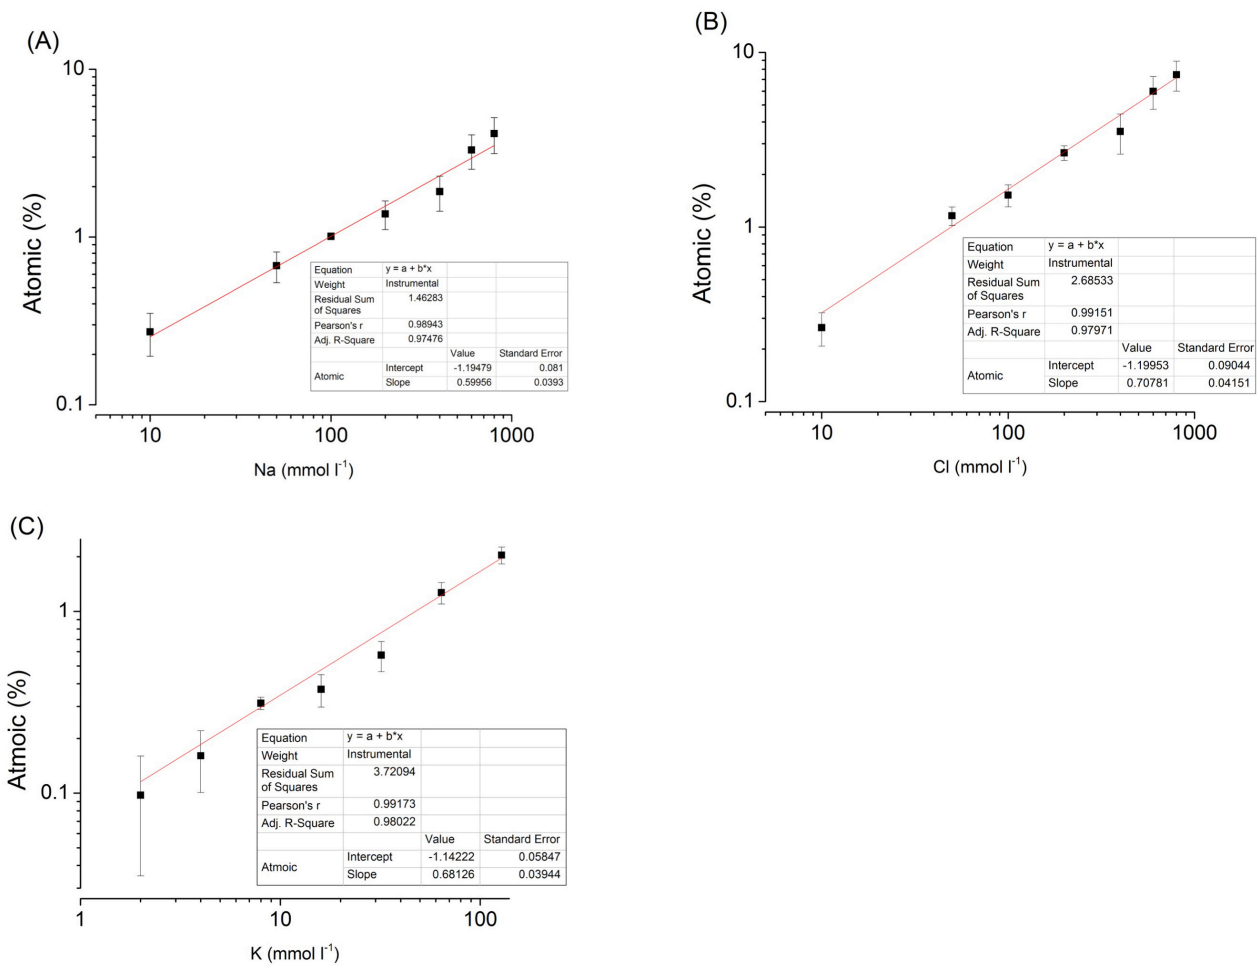 (A)
10
1
0.1
Atomic (%)
10 100 1000
Na (mmol l-1)
Equation y = a + b*x
Weight Instrumental
Residual Sum
of Squares 1.46283
Pearson's r 0.98943
Adj. R-Square 0.97476
Value Standard Error
Atomic Intercept -1.19479 0.081
Slope 0.59956 0.0393
(B)
10
1
0.1
Atomic (%)
10 100 1000
Cl (mmol l-1)
Equation y = a + b*x
Weight Instrumental
Residual Sum
of Squares 2.68533
Pearson's r 0.99151
Adj. R-Square 0.97971
Value Standard Error
Atomic Intercept -1.19953 0.09044
Slope 0.70781 0.04151
(C)
1
0.1
Atmoic (%)
1 10 100
K (mmol l-1)
Equation y = a + b*x
Weight Instrumental
Residual Sum
of Squares 3.72094
Pearson's r 0.99173
Adj. R-Square 0.98022
Value Standard Error
Atmoic Intercept -1.14222 0.05847
Slope 0.68126 0.03944